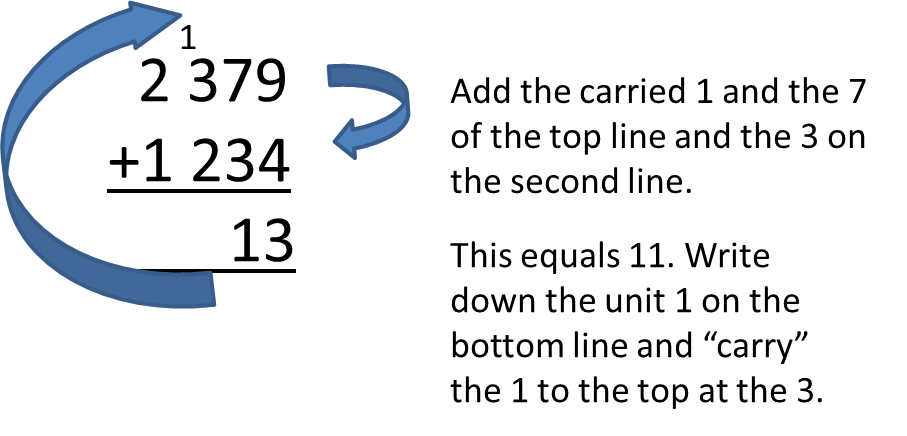 1
2 379
+1 234
13
Add the carried 1 and the 7
of the top line and the 3 on
the second line.
This equals 11. Write
down the unit 1 on the
bottom line and “carry”
the 1 to the top at the 3.